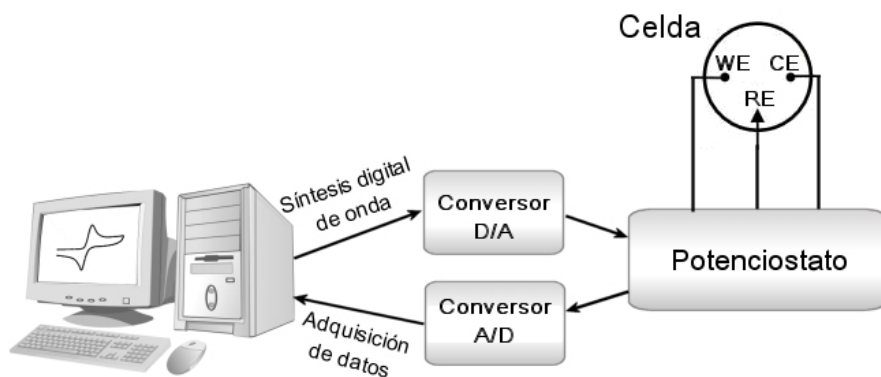 Celda
WE CE
RE
Síntesis digital
de onda
Conversor
D/A
Potenciostato
Conversor
A/D
Adquisición
de datos